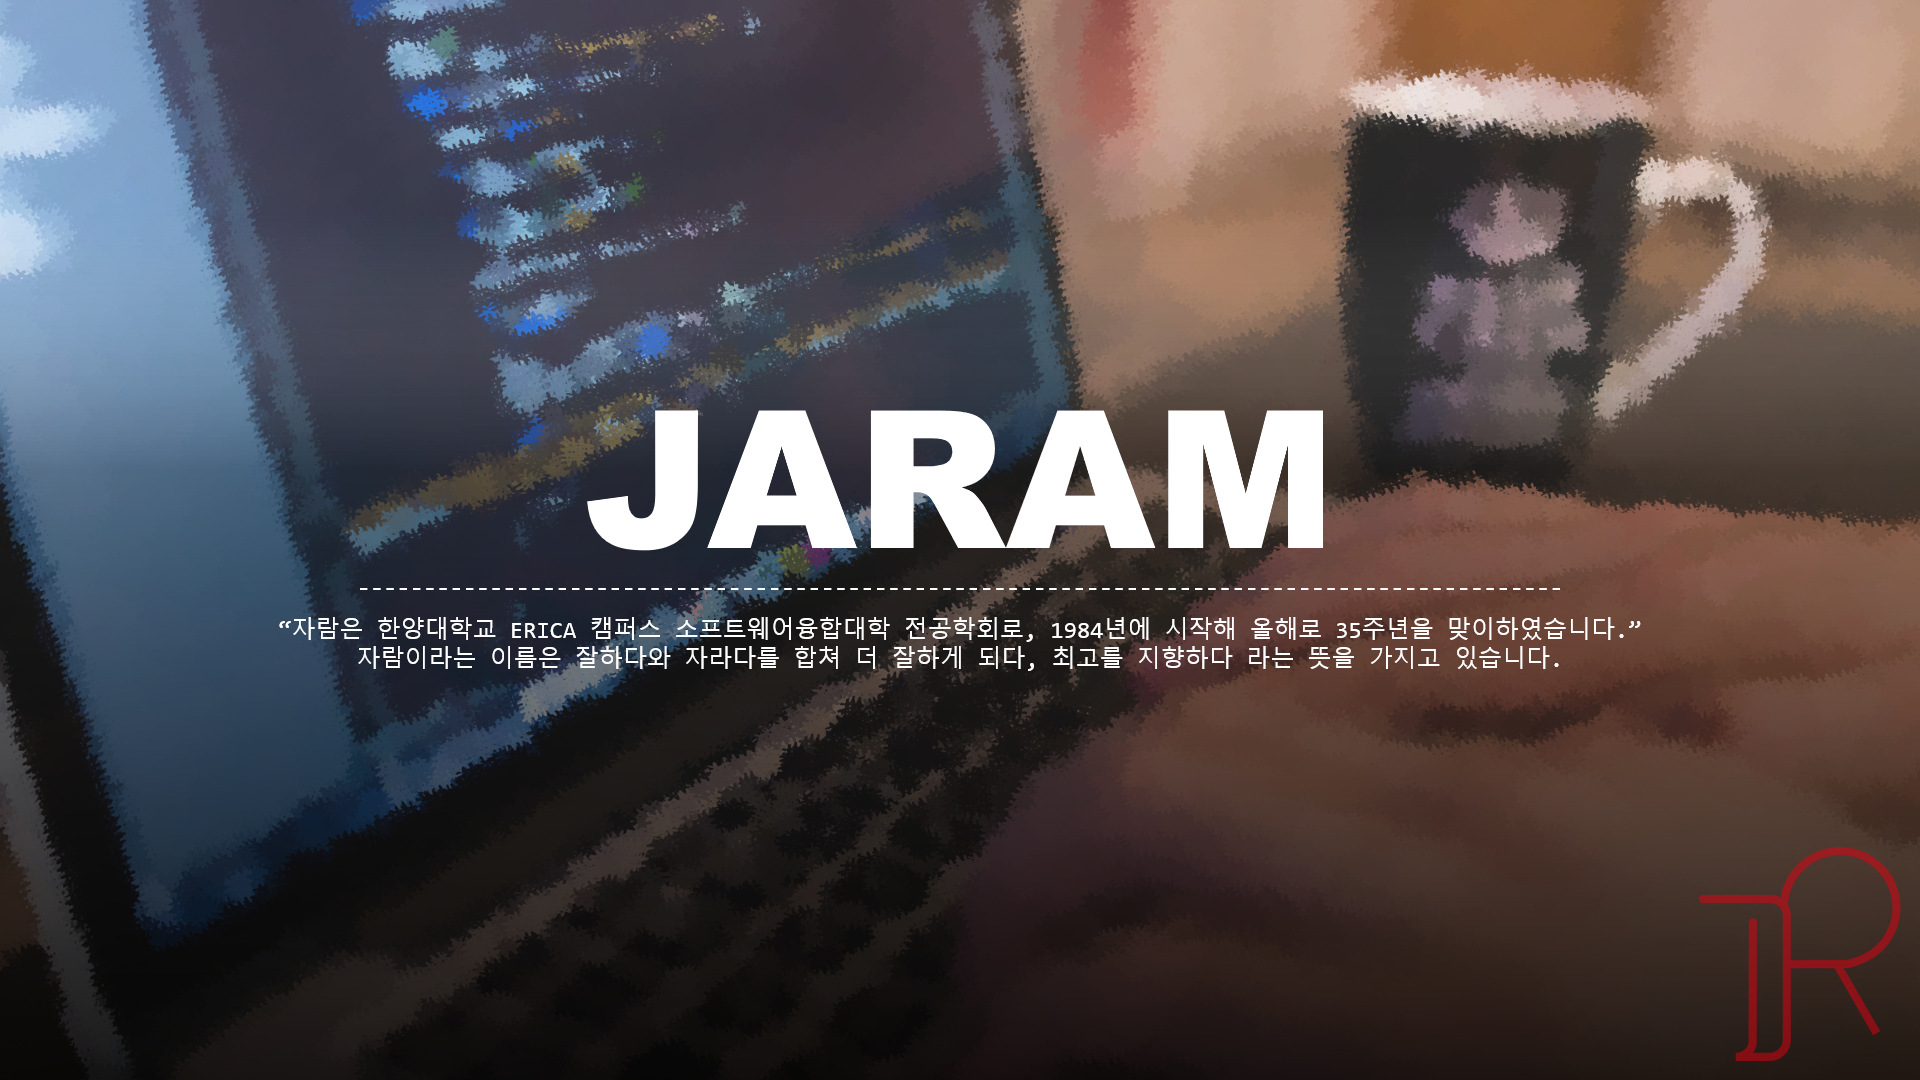 JARAM
“자람은 한양대학교 ERICA 캠퍼스 소프트웨어융합대학 전공학회로, 1984년에 시작해 올해로 35주년을 맞이하였습니다.”
자람이라는 이름은 잘하다와 자라다를 합쳐 더 잘하게 되다, 최고를 지향하다 라는 뜻을 가지고 있습니다.
JR